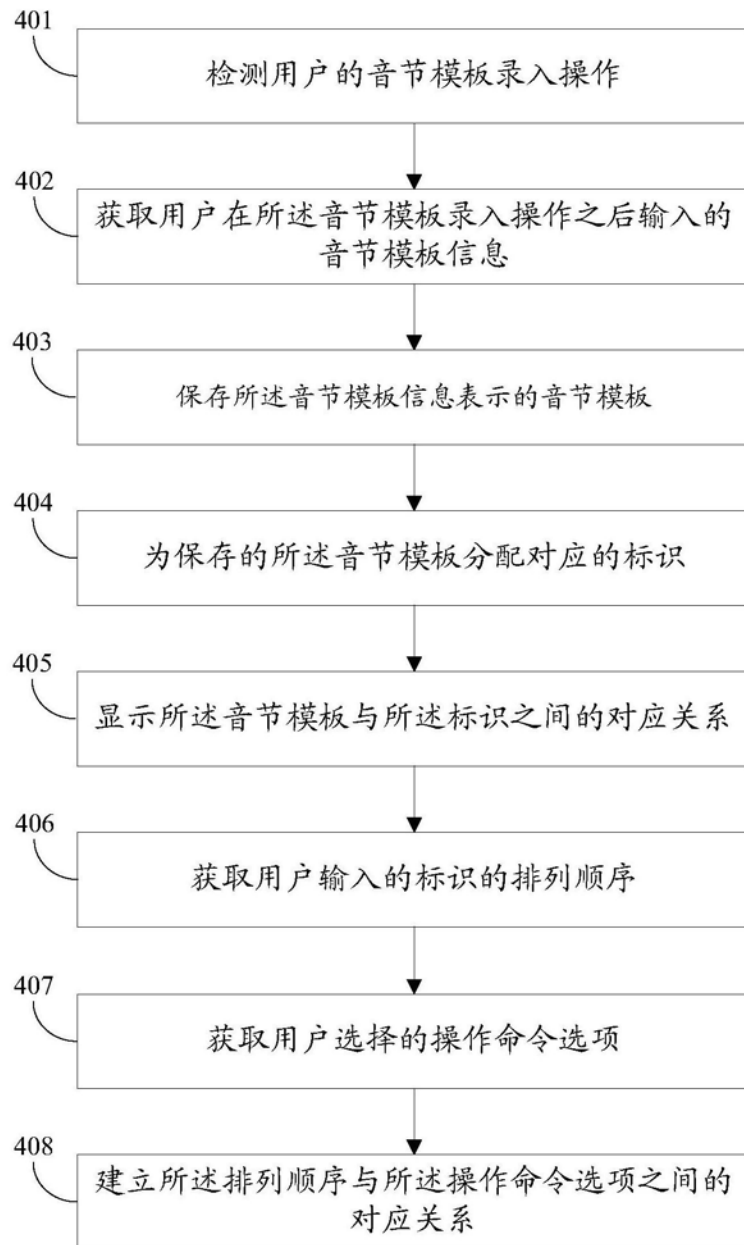 401
检测用户的音节模板录入操作
402
获取用户在所述音节模板录入操作之后输入的
音节模板信息
403
保存所述音节模板信息表示的音节模板
404
为保存的所述音节模板分配对应的标识
405
显示所述音节模板与所述标识之间的对应关系
406
获取用户输入的标识的排列顺序
407
获取用户选择的操作命令选项
408
建立所述排列顺序与所述操作命令选项之间的
对应关系